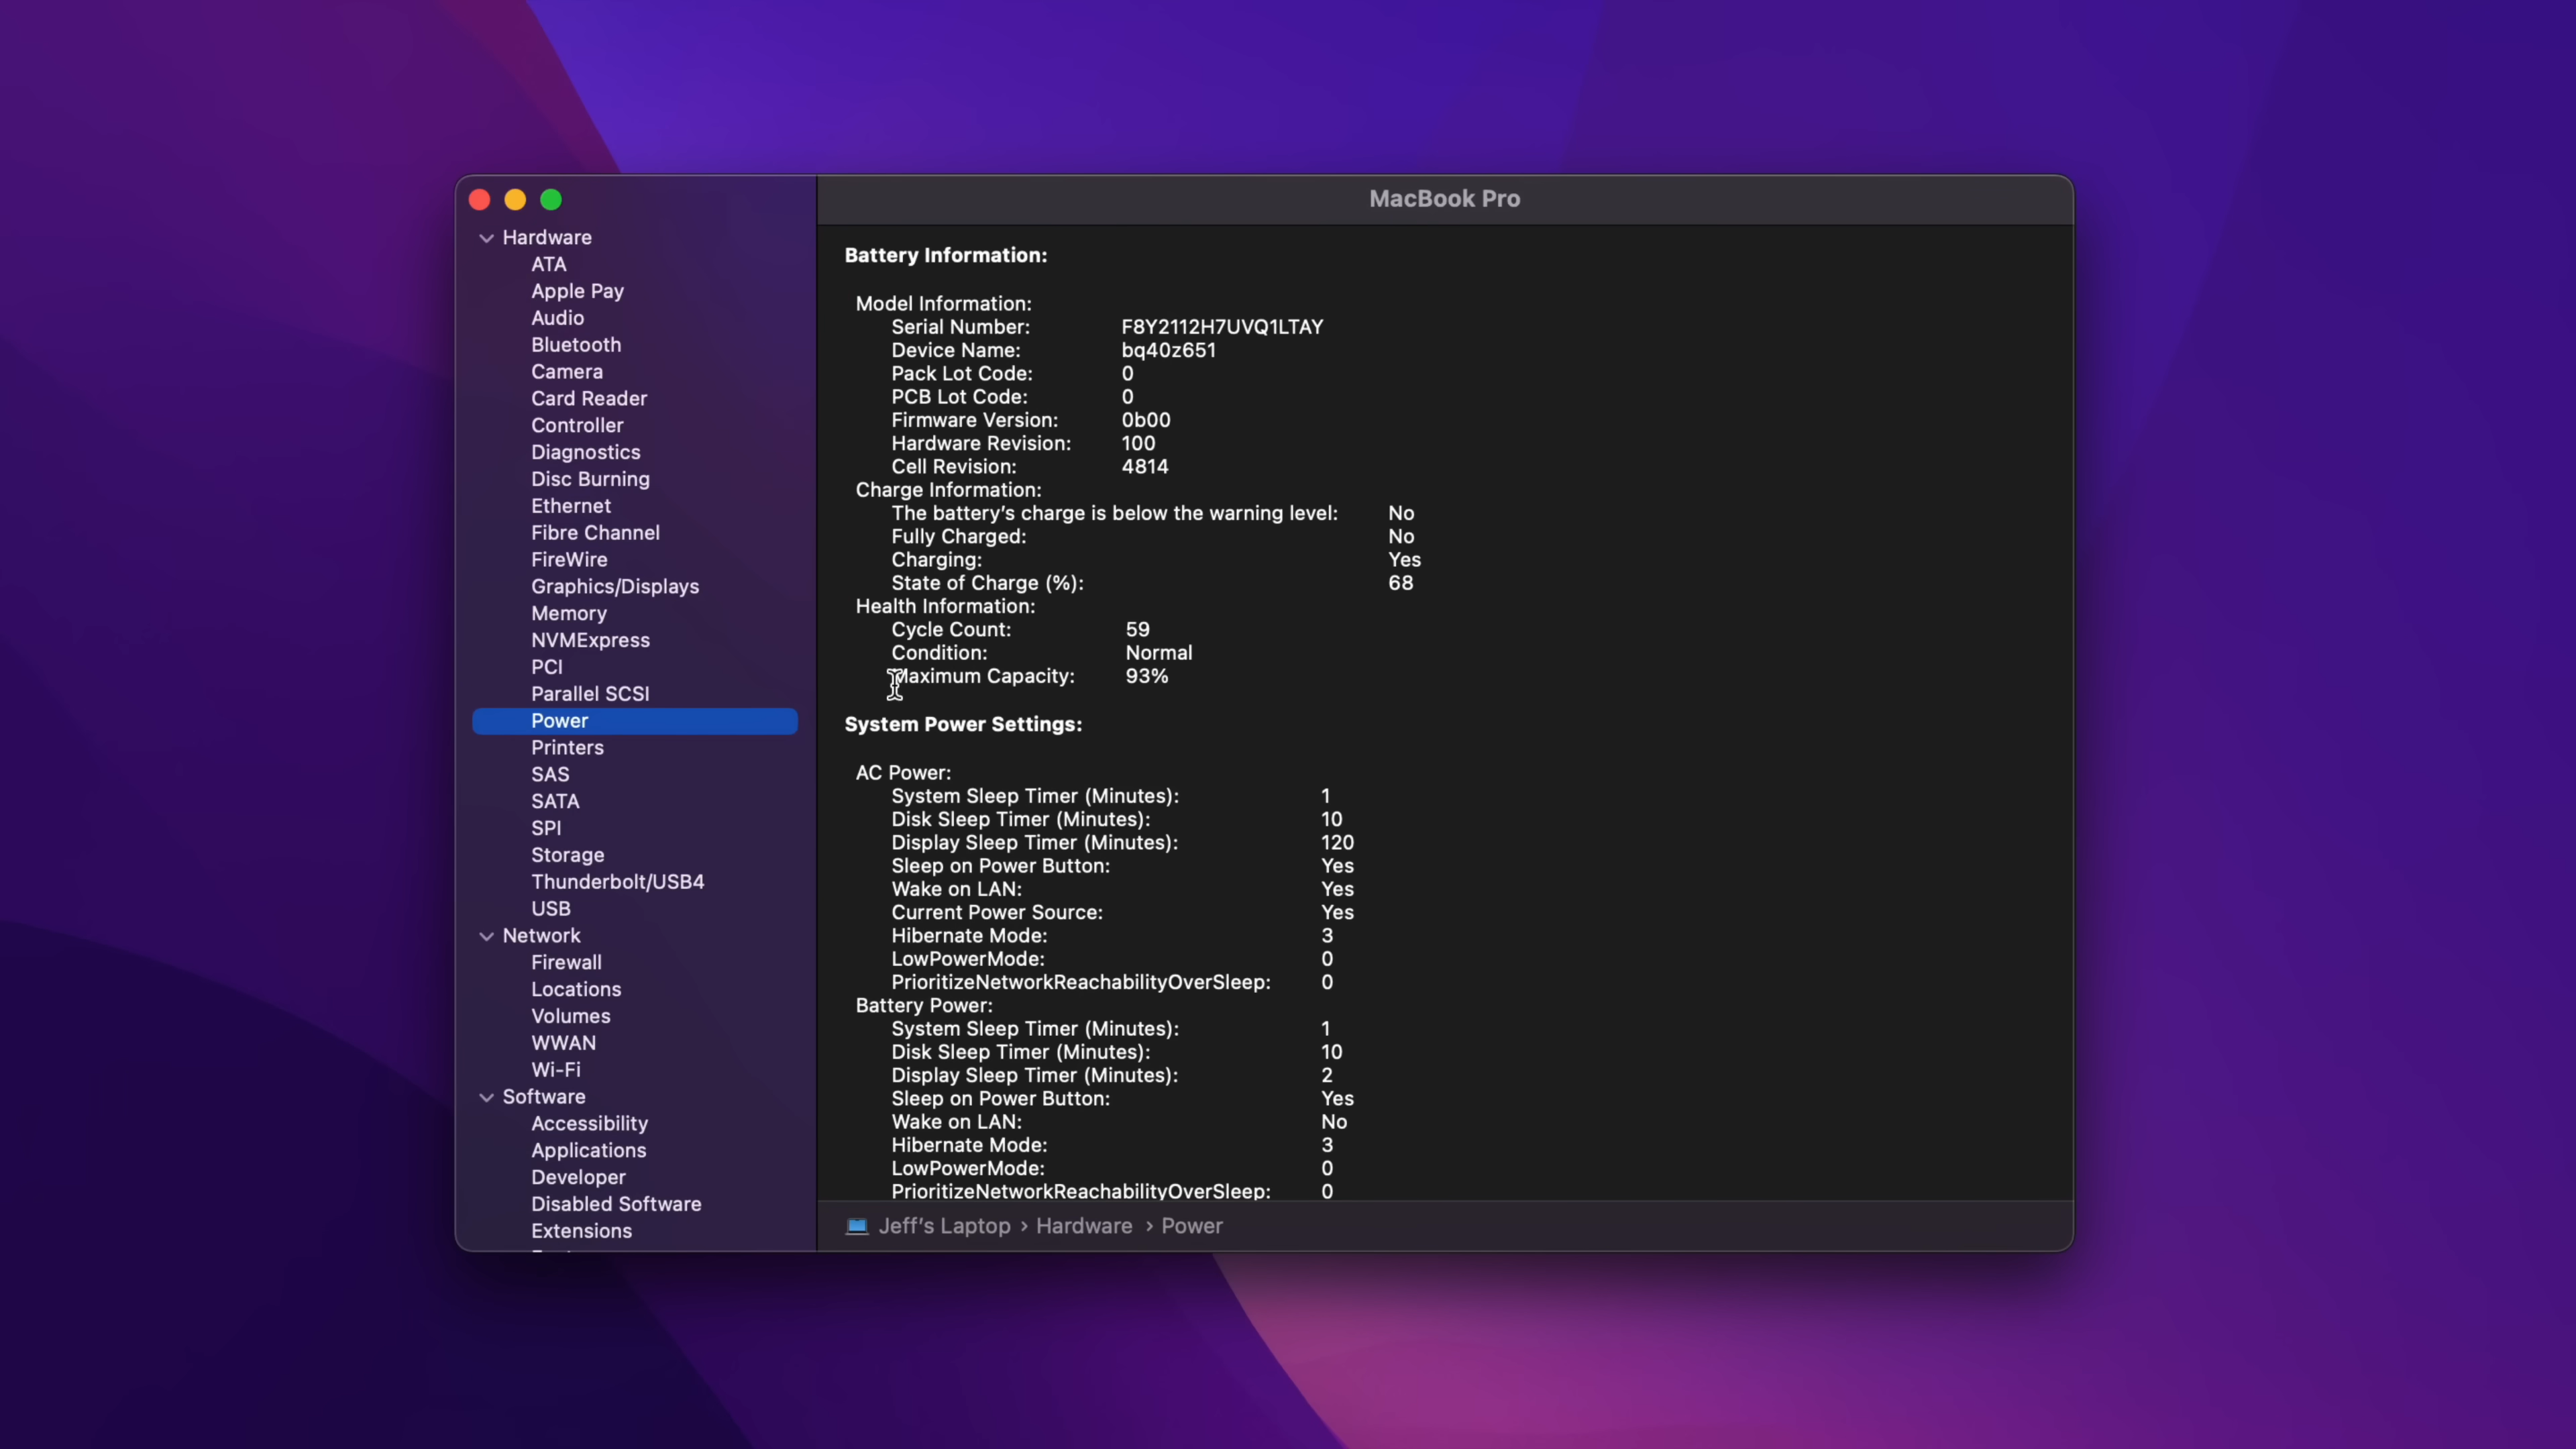 MacBook Pro
Hardware
ATA
Apple Pay
Audio
Bluetooth
Camera
Card Reader
Controller
Diagnostics
Disc Burning
Ethernet
Fibre Channel
FireWire
Graphics/Displays
Memory
NVMExpress
PCI
Parallel SCSI
Power
Printers
SAS
SATA
SPI
Storage
Thunderbolt/USB4
USB
Network
Firewall
Locations
Volumes
WWAN
Wi-Fi
Software
Accessibility
Applications
Developer
Disabled Software
Extensions
Battery Information:
Model Information:
Serial Number: F8Y2112H7UVQ1LTAY
Device Name: bq40z651
Pack Lot Code: 0
PCB Lot Code: 0
Firmware Version: 0b00
Hardware Revision: 100
Cell Revision: 4814
Charge Information:
The battery’s charge is below the warning level: No
Fully Charged: No
Charging: Yes
State of Charge (%): 68
Health Information:
Cycle Count: 59
Condition: Normal
Maximum Capacity: 93%
System Power Settings:
AC Power:
System Sleep Timer (Minutes): 1
Disk Sleep Timer (Minutes): 10
Display Sleep Timer (Minutes): 120
Sleep on Power Button: Yes
Wake on LAN: Yes
Current Power Source: Yes
Hibernate Mode: 3
LowPowerMode: 0
PrioritizeNetworkReachabilityOverSleep: 0
Battery Power:
System Sleep Timer (Minutes): 1
Disk Sleep Timer (Minutes): 10
Display Sleep Timer (Minutes): 2
Sleep on Power Button: Yes
Wake on LAN: No
Hibernate Mode: 3
LowPowerMode: 0
PrioritizeNetworkReachabilityOverSleep: 0
Jeff’s Laptop › Hardware › Power